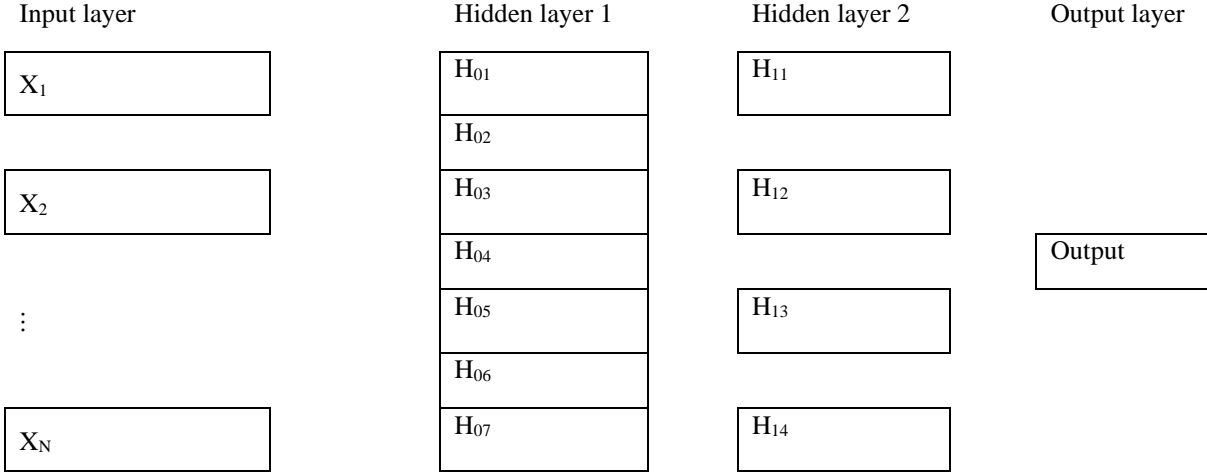 Input layer Hidden layer 1 Hidden layer 2 Output layer
X₁ H₀₁ H₁₁
H₀₂
X₂ H₀₃ H₁₂
H₀₄ Output
⋮ H₀₅ H₁₃
H₀₆
X_N H₀₇ H₁₄